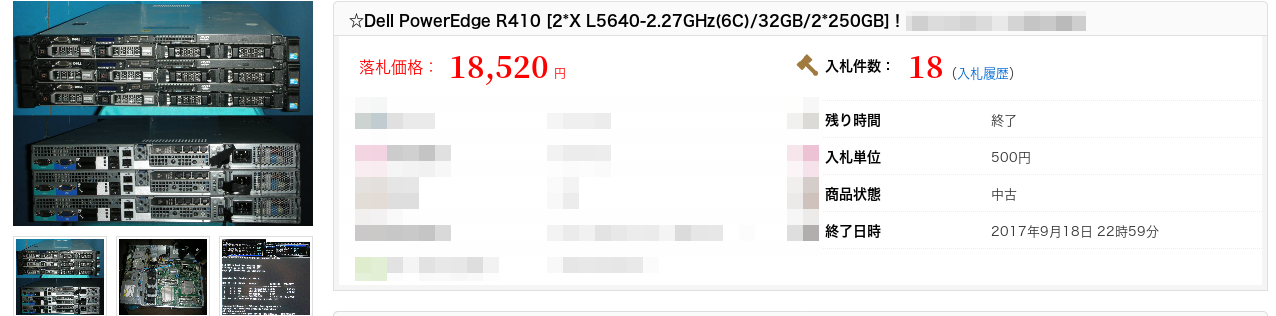 ☆Dell PowerEdge R410 [2*X L5640-2.27GHz(6C)/32GB/2*250GB] !
落札価格： 18,520 円
入札件数： 18 （入札履歴）
残り時間 終了
入札単位 500円
商品状態 中古
終了日時 2017年9月18日 22時59分